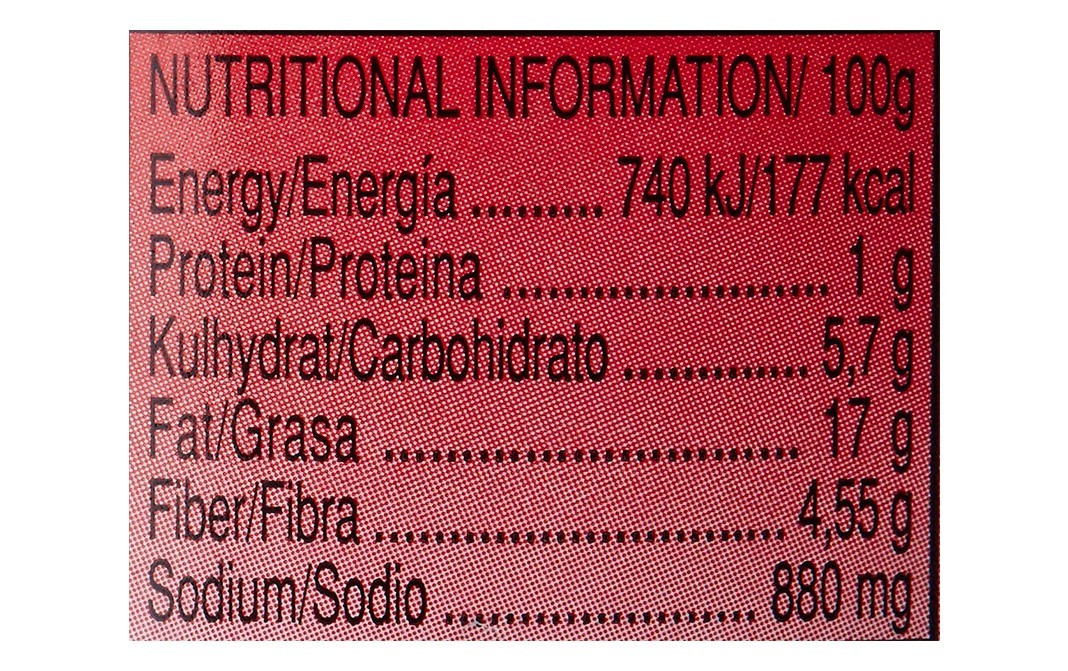 NUTRITIONAL INFORMATION/ 100g
Energy/Energía ......... 740 kJ/177 kcal
Protein/Proteina ......................... 1 g
Kulhydrat/Carbohidrato ............. 5,7 g
Fat/Grasa ................................ 17 g
Fiber/Fibra ................................ 4,55 g
Sodium/Sodio ........................ 880 mg